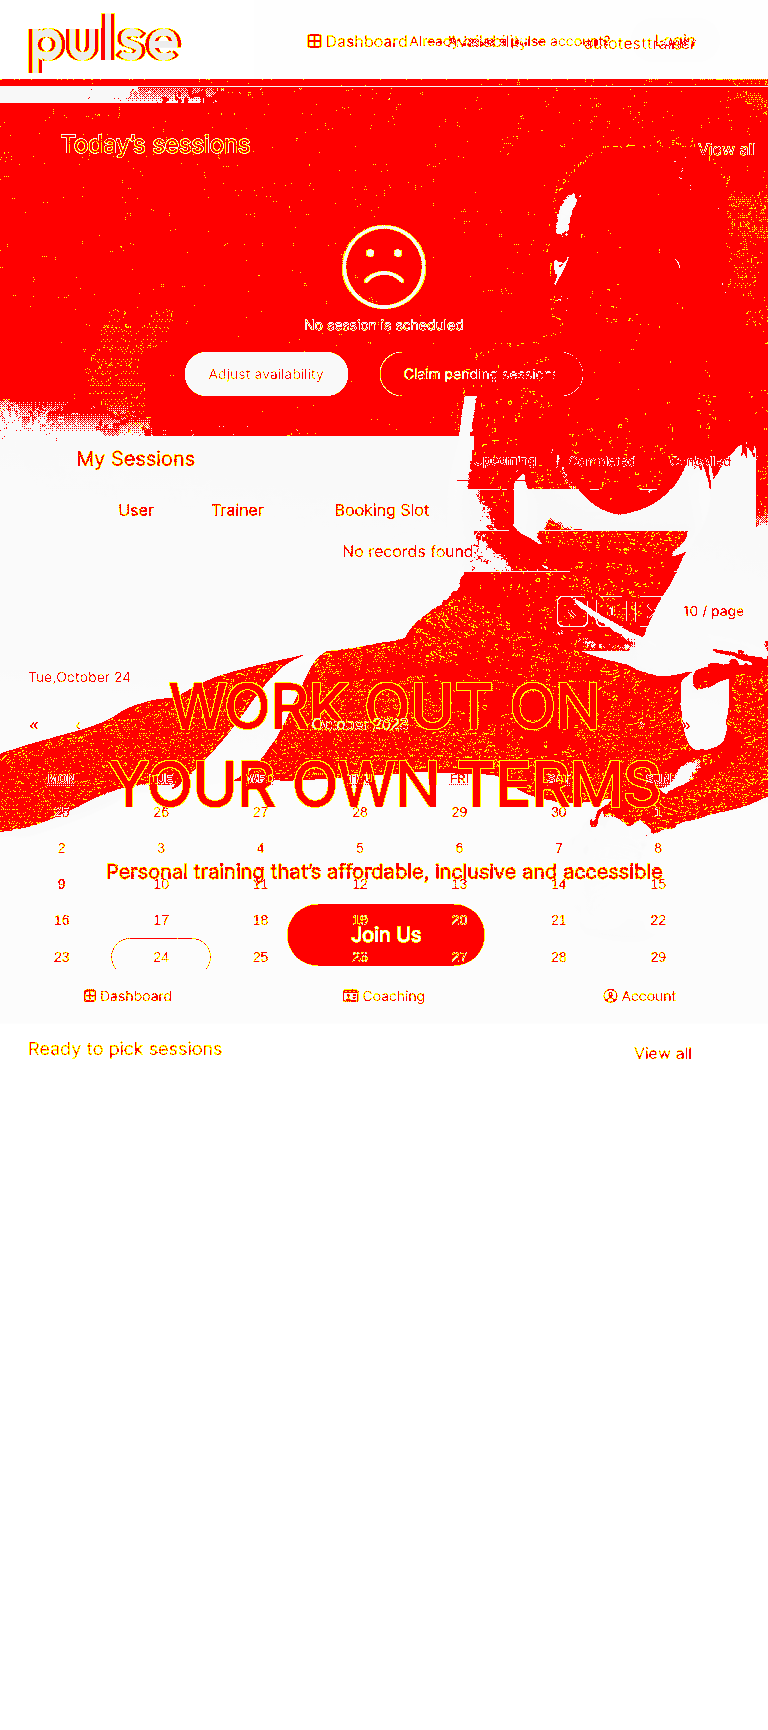 pulse
Dashboard Already have a pulse account? Availability autotesttrainer Login
Today's sessions
View all
No session is scheduled
Adjust availability
Claim pending sessions
My Sessions
Upcoming Completed Cancelled
User Trainer Booking Slot
No records found
1
10 / page
Tue,October 24
WORK OUT ON
« ‹ October 2023 »
YOUR OWN TERMS
MON TUE WED THU FRI SAT SUN
25 26 27 28 29 30
2 3 4 5 6 7 8
Personal training that's affordable, inclusive and accessible
9 10 11 12 13 14 15
16 17 18 19 20 21 22
Join Us
23 24 25 26 27 28 29
Dashboard Coaching Account
Ready to pick sessions
View all